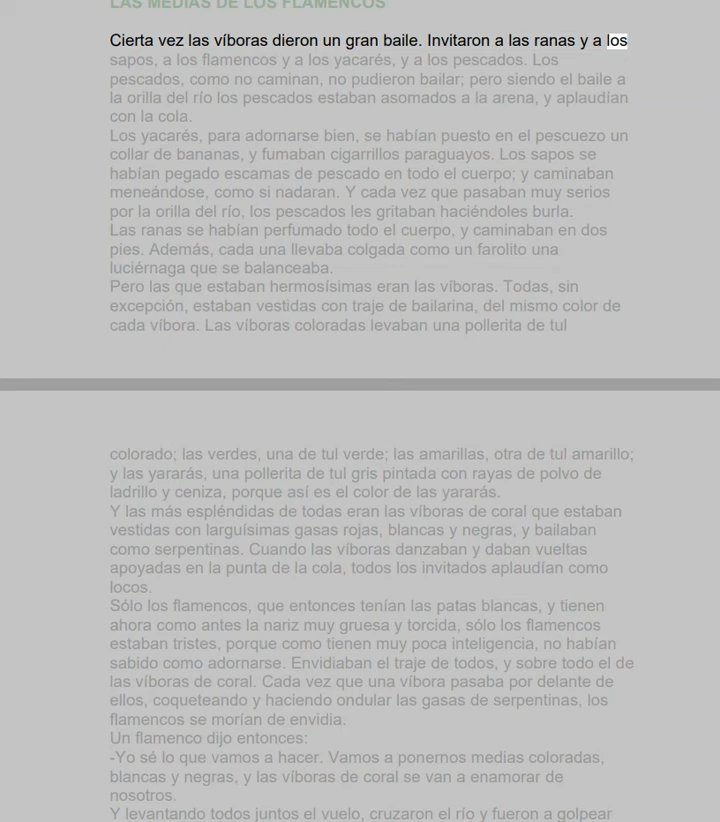 LAS MEDIAS DE LOS FLAMENCOS
Cierta vez las víboras dieron un gran baile. Invitaron a las ranas y a los
sapos, a los flamencos y a los yacarés, y a los pescados. Los
pescados, como no caminan, no pudieron bailar; pero siendo el baile a
la orilla del río los pescados estaban asomados a la arena, y aplaudían
con la cola.
Los yacarés, para adornarse bien, se habían puesto en el pescuezo un
collar de bananas, y fumaban cigarrillos paraguayos. Los sapos se
habían pegado escamas de pescado en todo el cuerpo; y caminaban
meneándose, como si nadaran. Y cada vez que pasaban muy serios
por la orilla del río, los pescados les gritaban haciéndoles burla.
Las ranas se habían perfumado todo el cuerpo, y caminaban en dos
pies. Además, cada una llevaba colgada como un farolito una
luciérnaga que se balanceaba.
Pero las que estaban hermosísimas eran las víboras. Todas, sin
excepción, estaban vestidas con traje de bailarina, del mismo color de
cada víbora. Las víboras coloradas levaban una pollerita de tul
colorado; las verdes, una de tul verde; las amarillas, otra de tul amarillo;
y las yararás, una pollerita de tul gris pintada con rayas de polvo de
ladrillo y ceniza, porque así es el color de las yararás.
Y las más espléndidas de todas eran las víboras de coral que estaban
vestidas con larguísimas gasas rojas, blancas y negras, y bailaban
como serpentinas. Cuando las víboras danzaban y daban vueltas
apoyadas en la punta de la cola, todos los invitados aplaudían como
locos.
Sólo los flamencos, que entonces tenían las patas blancas, y tienen
ahora como antes la nariz muy gruesa y torcida, sólo los flamencos
estaban tristes, porque como tienen muy poca inteligencia, no habían
sabido como adornarse. Envidiaban el traje de todos, y sobre todo el de
las víboras de coral. Cada vez que una víbora pasaba por delante de
ellos, coqueteando y haciendo ondular las gasas de serpentinas, los
flamencos se morían de envidia.
Un flamenco dijo entonces:
-Yo sé lo que vamos a hacer. Vamos a ponernos medias coloradas,
blancas y negras, y las víboras de coral se van a enamorar de
nosotros.
Y levantando todos juntos el vuelo, cruzaron el río y fueron a golpear